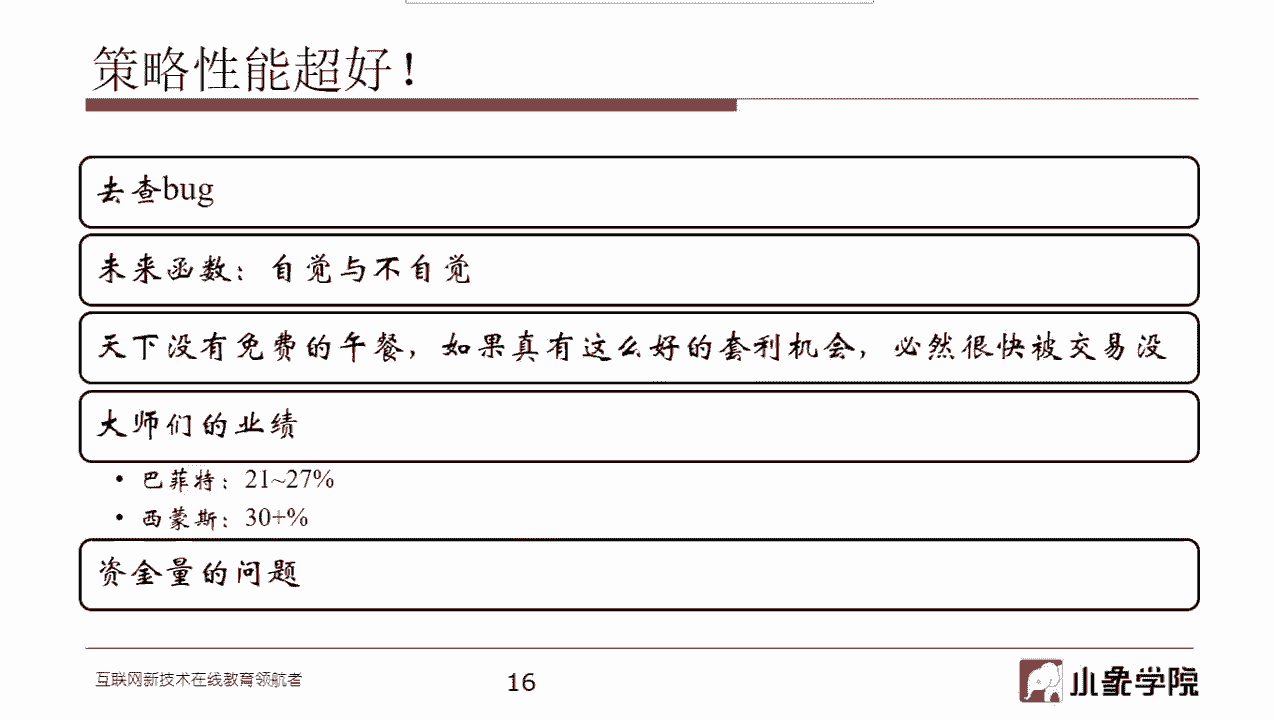 策略性能超好！
去查bug
未来函数：自觉与不自觉
天下没有免费的午餐，如果真有这么好的套利机会，必然很快被交易没
大师们的业绩
• 巴菲特：21~27%
• 西蒙斯：30+%
资金量的问题
互联网新技术在线教育领航者
16
小象学院